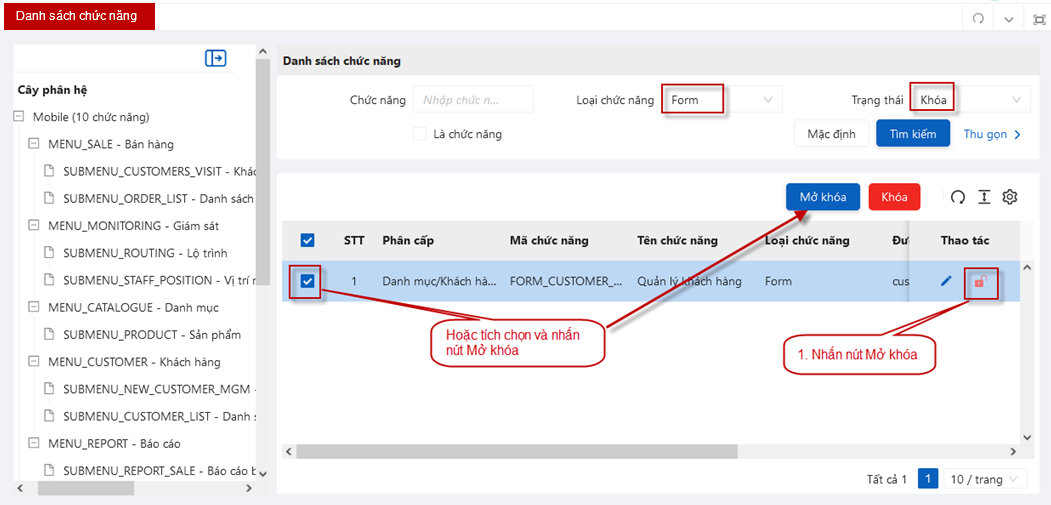 Danh sách chức năng
Cây phân hệ
Mobile (10 chức năng)
MENU_SALE - Bán hàng
SUBMENU_CUSTOMERS_VISIT - Khác
SUBMENU_ORDER_LIST - Danh sách
MENU_MONITORING - Giám sát
SUBMENU_ROUTING - Lộ trình
SUBMENU_STAFF_POSITION - Vị trí n
MENU_CATALOGUE - Danh mục
SUBMENU_PRODUCT - Sản phẩm
MENU_CUSTOMER - Khách hàng
SUBMENU_NEW_CUSTOMER_MGM -
SUBMENU_CUSTOMER_LIST - Danh s
MENU_REPORT - Báo cáo
SUBMENU_REPORT_SALE - Báo cáo b
Danh sách chức năng
Chức năng Nhập chức n... Loại chức năng Form Trạng thái Khóa
Là chức năng Mặc định Tìm kiếm Thu gọn
Mở khóa Khóa
STT Phân cấp Mã chức năng Tên chức năng Loại chức năng Đư Thao tác
1 Danh mục/Khách hà... FORM_CUSTOMER_... Quản lý khách hàng Form cus
Hoặc tích chọn và nhấn
nút Mở khóa
1. Nhấn nút Mở khóa
Tất cả 1 1 10 / trang